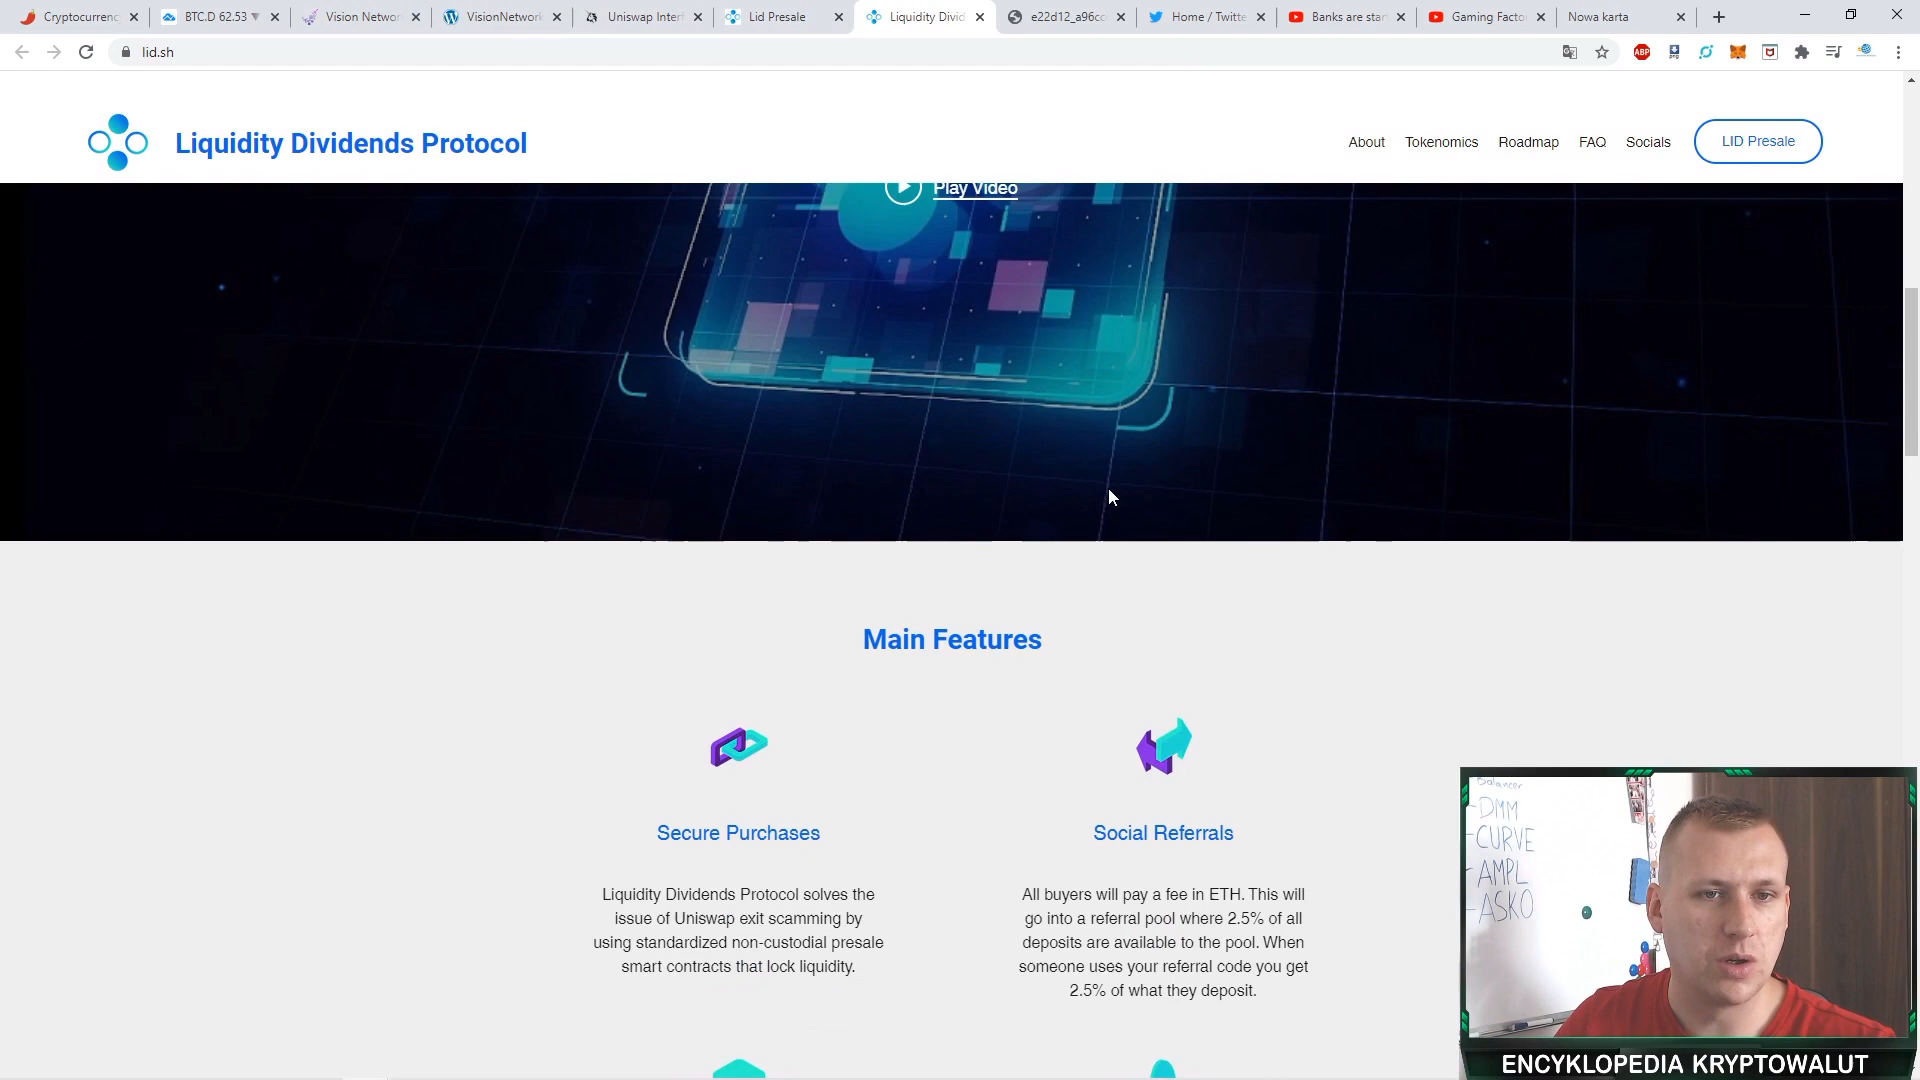 Cryptocurrenc
BTC.D 62.53 ▼
Vision Networ
VisionNetwork
Uniswap Interf
Lid Presale
Liquidity Divid
e22d12_a96cc
Home / Twitte
Banks are star
Gaming Facto
Nowa karta
lid.sh
Liquidity Dividends Protocol
About
Tokenomics
Roadmap
FAQ
Socials
LID Presale
Play Video
Main Features
Secure Purchases
Liquidity Dividends Protocol solves the
issue of Uniswap exit scamming by
using standardized non-custodial presale
smart contracts that lock liquidity.
Social Referrals
All buyers will pay a fee in ETH. This will
go into a referral pool where 2.5% of all
deposits are available to the pool. When
someone uses your referral code you get
2.5% of what they deposit.
Balancer
-DMM
-CURVE
-AMPL
-ASKO
ENCYKLOPEDIA KRYPTOWALUT